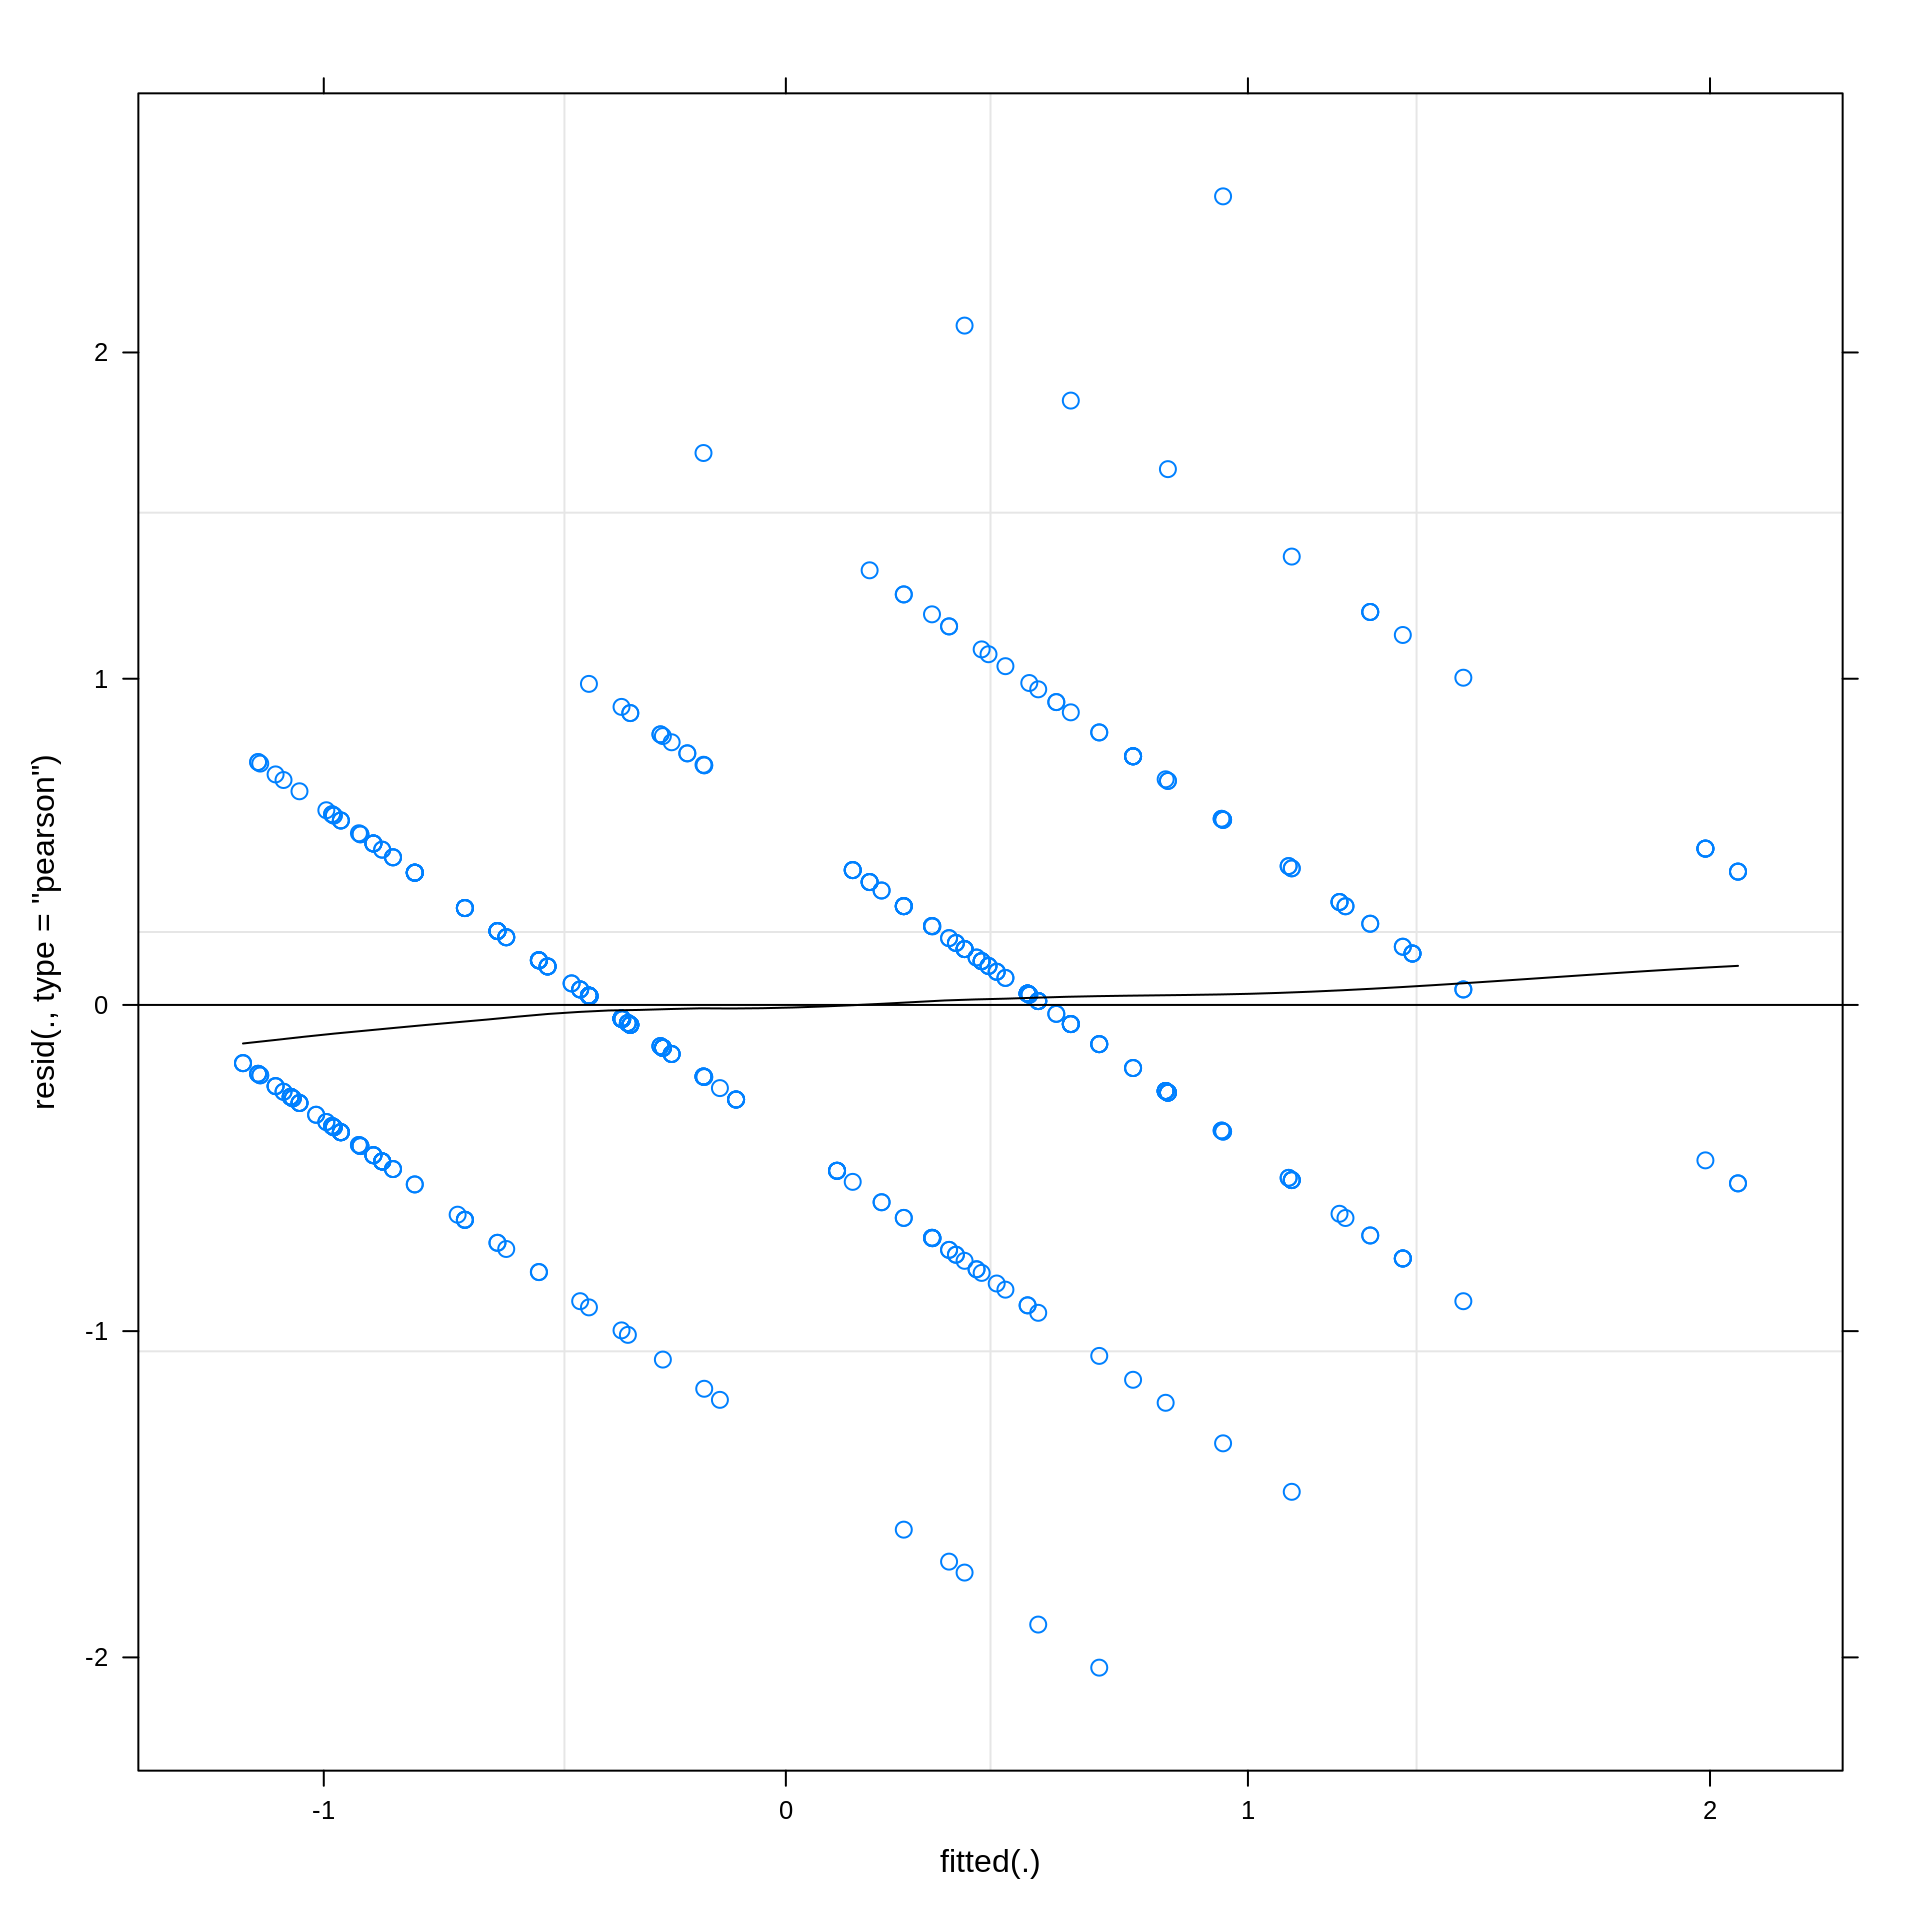 2
1
0
-1
-2
resid(., type = "pearson")
-1 0 1 2
fitted(.)